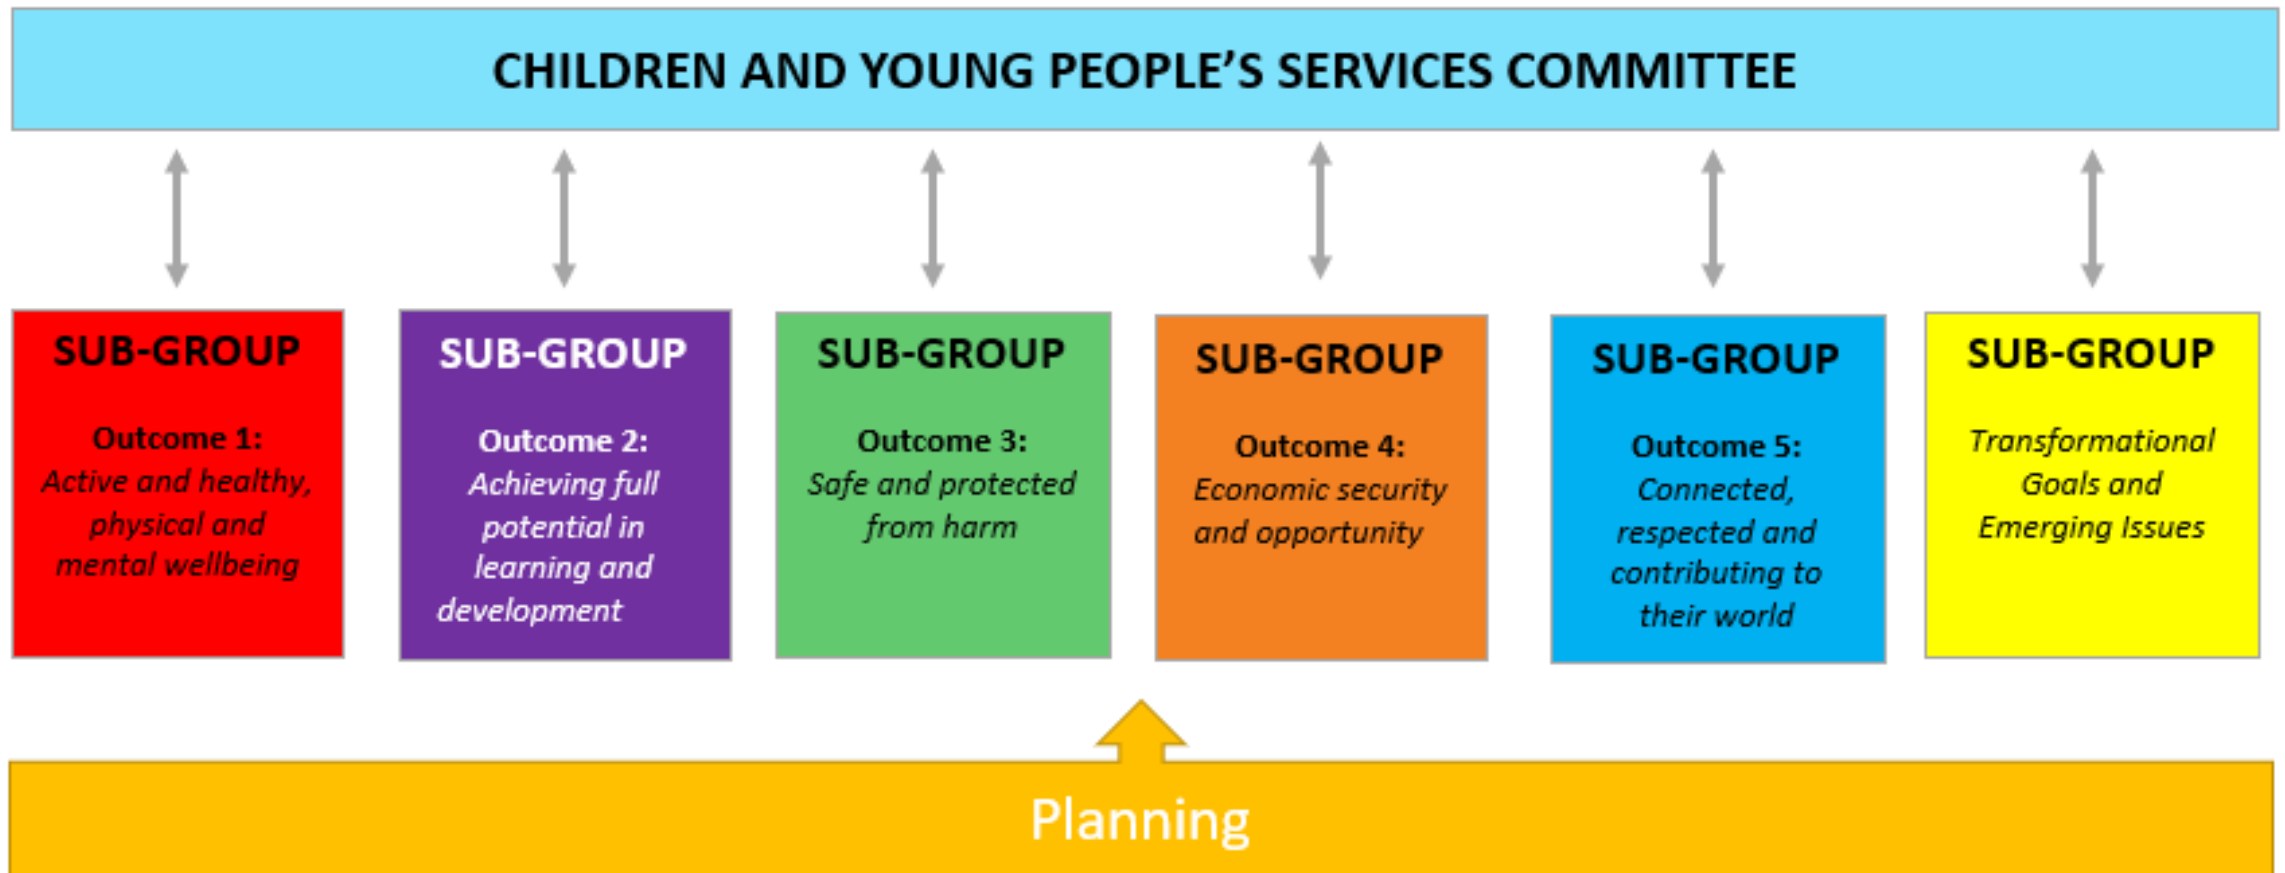 CHILDREN AND YOUNG PEOPLE’S SERVICES COMMITTEE
SUB-GROUP
Outcome 1:
Active and healthy,
physical and
mental wellbeing
SUB-GROUP
Outcome 2:
Achieving full
potential in
learning and
development
SUB-GROUP
Outcome 3:
Safe and protected
from harm
SUB-GROUP
Outcome 4:
Economic security
and opportunity
SUB-GROUP
Outcome 5:
Connected,
respected and
contributing to
their world
SUB-GROUP
Transformational
Goals and
Emerging Issues
Planning